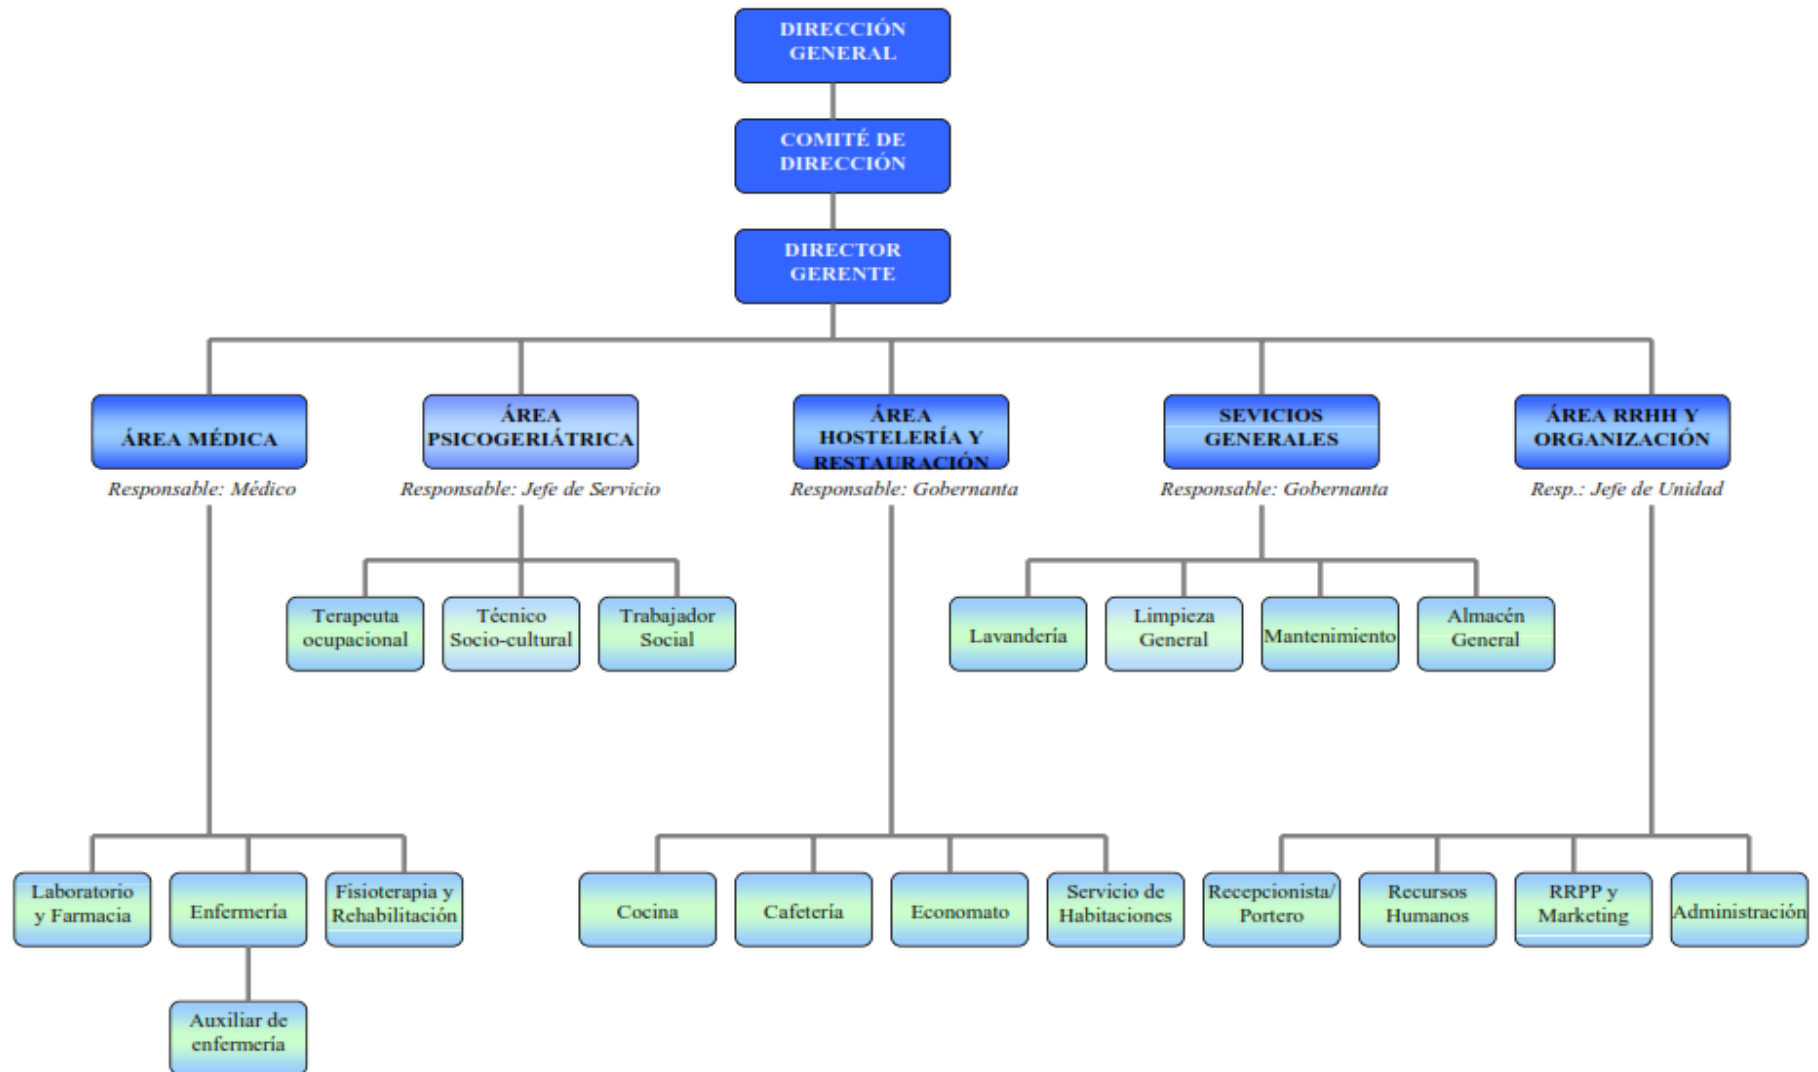 DIRECCIÓN
GENERAL
COMITÉ DE
DIRECCIÓN
DIRECTOR
GERENTE
ÁREA MÉDICA
Responsable: Médico
ÁREA
PSICOGERIÁTRICA
Responsable: Jefe de Servicio
ÁREA
HOSTELERÍA Y
RESTAURACIÓN
Responsable: Gobernanta
SEVICIOS
GENERALES
Responsable: Gobernanta
ÁREA RRHH Y
ORGANIZACIÓN
Resp.: Jefe de Unidad
Terapeuta
ocupacional
Técnico
Socio-cultural
Trabajador
Social
Lavandería
Limpieza
General
Mantenimiento
Almacén
General
Laboratorio
y Farmacia
Enfermería
Fisioterapia y
Rehabilitación
Cocina
Cafetería
Economato
Servicio de
Habitaciones
Recepcionista/
Portero
Recursos
Humanos
RRPP y
Marketing
Administración
Auxiliar de
enfermería